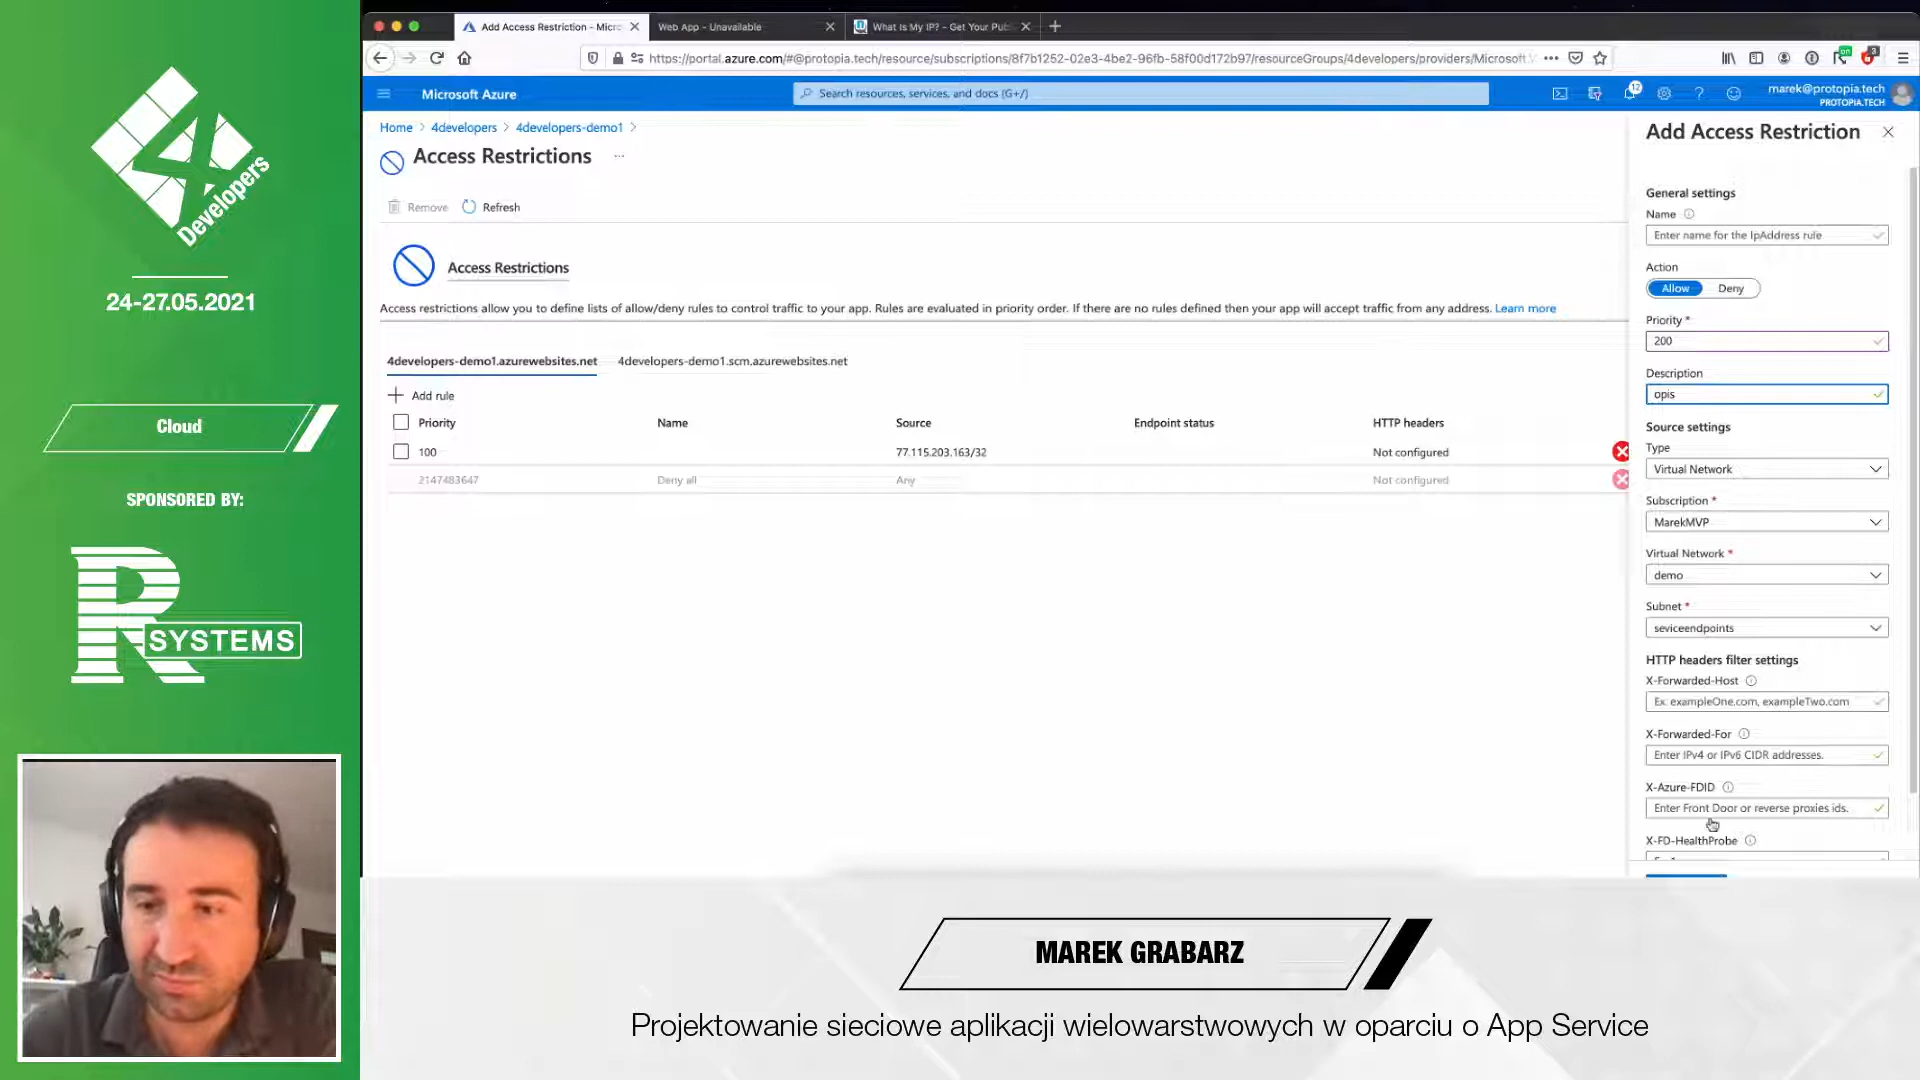 4
Developers
24-27.05.2021
Cloud
SPONSORED BY:
R
SYSTEMS
Add Access Restriction - Micro
Web App - Unavailable
What Is My IP? - Get Your Pub
https://portal.azure.com/#@protopia.tech/resource/subscriptions/8f7b1252-02e3-4be2-96fb-58f00d172b97/resourceGroups/4developers/providers/Microsoft.
Microsoft Azure
Search resources, services, and docs (G+/)
12
marek@protopia.tech
PROTOPIA.TECH
Home > 4developers > 4developers-demo1 >
Access Restrictions
Remove
Refresh
Access Restrictions
Access restrictions allow you to define lists of allow/deny rules to control traffic to your app. Rules are evaluated in priority order. If there are no rules defined then your app will accept traffic from any address. Learn more
4developers-demo1.azurewebsites.net
4developers-demo1.scm.azurewebsites.net
Add rule
Priority Name Source Endpoint status HTTP headers
100 77.115.203.163/32 Not configured
2147483647 Deny all Any Not configured
Add Access Restriction
General settings
Name
Enter name for the IpAddress rule
Action
Allow Deny
Priority *
200
Description
opis
Source settings
Type
Virtual Network
Subscription *
MarekMVP
Virtual Network *
demo
Subnet *
seviceendpoints
HTTP headers filter settings
X-Forwarded-Host
Ex: exampleOne.com, exampleTwo.com
X-Forwarded-For
Enter IPv4 or IPv6 CIDR addresses.
X-Azure-FDID
Enter Front Door or reverse proxies ids.
X-FD-HealthProbe
MAREK GRABARZ
Projektowanie sieciowe aplikacji wielowarstwowych w oparciu o App Service